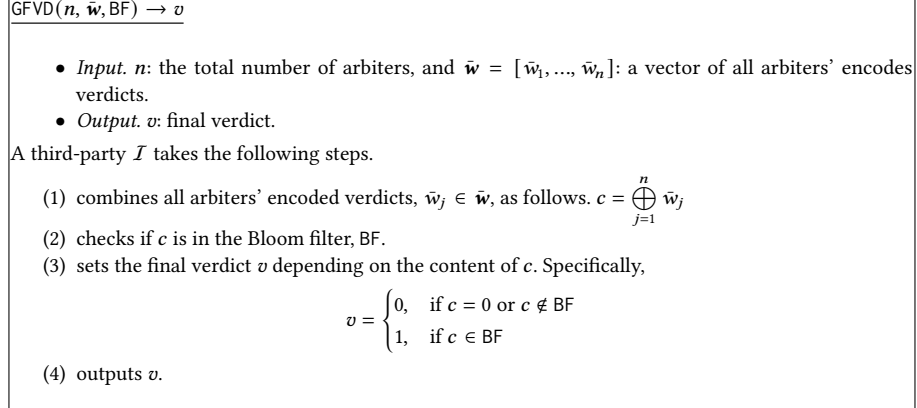 GFVD(n, w̄, BF) → v
• Input. n: the total number of arbiters, and w̄ = [w̄₁, ..., w̄ₙ]: a vector of all arbiters' encodes
verdicts.
• Output. v: final verdict.
A third-party I takes the following steps.
(1) combines all arbiters' encoded verdicts, w̄ⱼ ∈ w̄, as follows. c = ⨁ⁿⱼ₌₁ w̄ⱼ
(2) checks if c is in the Bloom filter, BF.
(3) sets the final verdict v depending on the content of c. Specifically,
v = { 0, if c = 0 or c ∉ BF
1, if c ∈ BF
(4) outputs v.